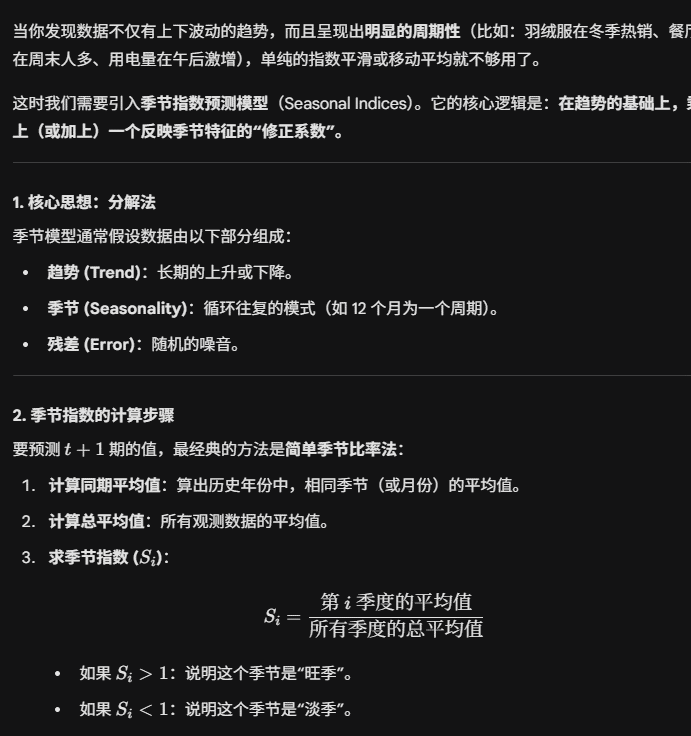 当你发现数据不仅有上下波动的趋势，而且呈现出明显的周期性（比如：羽绒服在冬季热销、餐厅
在周末人多、用电量在午后激增），单纯的指数平滑或移动平均就不够用了。
这时我们需要引入季节指数预测模型（Seasonal Indices）。它的核心逻辑是：在趋势的基础上，
上（或加上）一个反映季节特征的“修正系数”。
1. 核心思想：分解法
季节模型通常假设数据由以下部分组成：
• 趋势 (Trend)：长期的上升或下降。
• 季节 (Seasonality)：循环往复的模式（如 12 个月为一个周期）。
• 残差 (Error)：随机的噪音。
2. 季节指数的计算步骤
要预测 t + 1 期的值，最经典的方法是简单季节比率法：
1. 计算同期平均值：算出历史年份中，相同季节（或月份）的平均值。
2. 计算总平均值：所有观测数据的平均值。
3. 求季节指数 (Sᵢ)：
Sᵢ = 第 i 季度的平均值
所有季度的总平均值
• 如果 Sᵢ > 1：说明这个季节是“旺季”。
• 如果 Sᵢ < 1：说明这个季节是“淡季”。